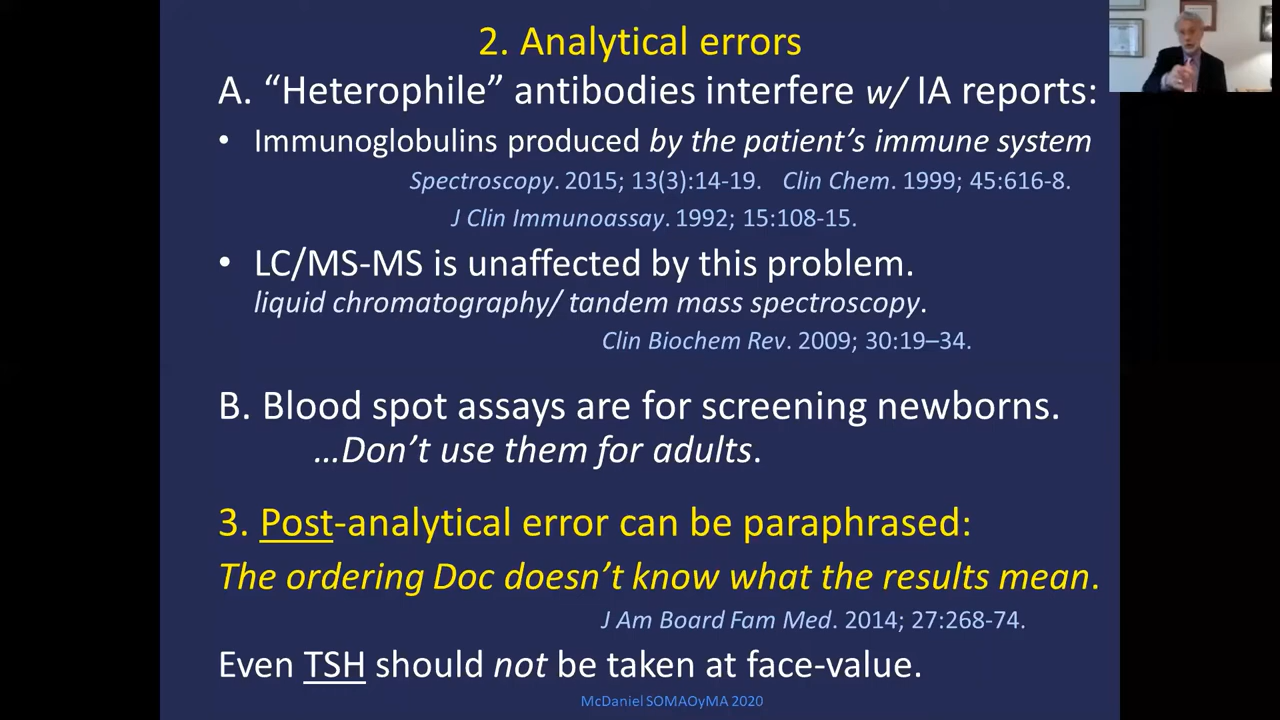 2. Analytical errors
A. “Heterophile” antibodies interfere w/ IA reports:
• Immunoglobulins produced by the patient’s immune system
Spectroscopy. 2015; 13(3):14-19. Clin Chem. 1999; 45:616-8.
J Clin Immunoassay. 1992; 15:108-15.
• LC/MS-MS is unaffected by this problem.
liquid chromatography/ tandem mass spectroscopy.
Clin Biochem Rev. 2009; 30:19–34.
B. Blood spot assays are for screening newborns.
…Don’t use them for adults.
3. Post-analytical error can be paraphrased:
The ordering Doc doesn’t know what the results mean.
J Am Board Fam Med. 2014; 27:268-74.
Even TSH should not be taken at face-value.
McDaniel SOMAOyMA 2020